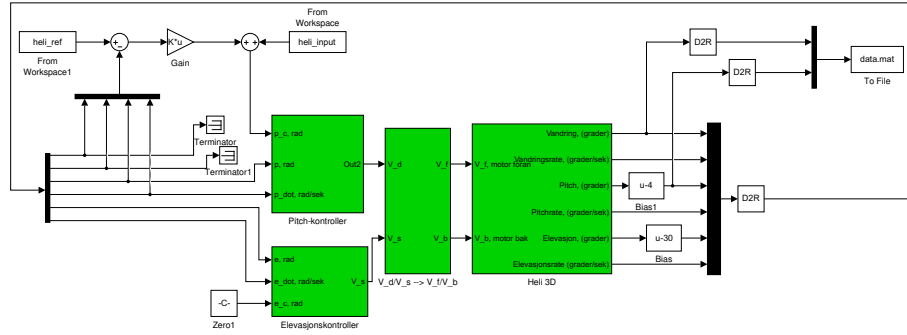 From
Workspace
heli_ref
K*u
heli_input
From
Workspace1
Gain
D2R
data.mat
To File
D2R
Terminator
Terminator1
p_c, rad
p, rad
Out2
p_dot, rad/sek
Pitch-kontroller
V_d
V_f
V_s
V_b
V_d/V_s --> V_f/V_b
V_f, motor foran
V_b, motor bak
Vandring, (grader)
Vandringsrate, (grader/sek)
Pitch, (grader)
Pitchrate, (grader/sek)
Elevasjon, (grader)
Elevasjonsrate (grader/sek)
Heli 3D
u-4
Bias1
u-30
Bias
D2R
e, rad
e_dot, rad/sek
V_s
e_c, rad
Elevasjonskontroller
-C-
Zero1